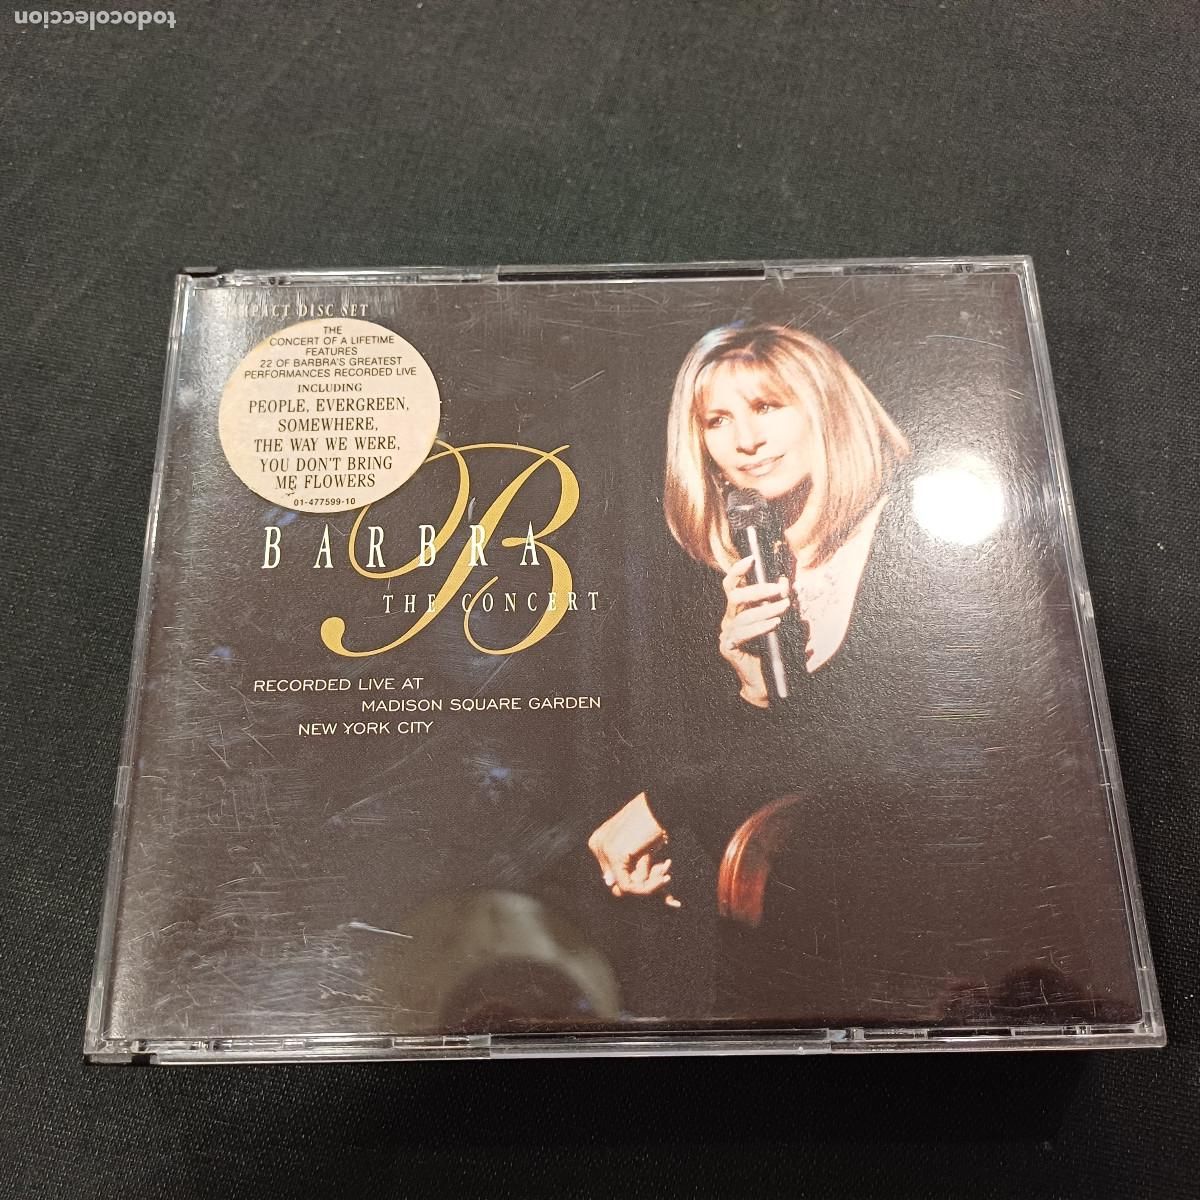 todocoleccion
DISC SET
THE
CONCERT OF A LIFETIME
FEATURES
22 OF BARBRA'S GREATEST
PERFORMANCES RECORDED LIVE
INCLUDING
PEOPLE, EVERGREEN,
SOMEWHERE,
THE WAY WE WERE,
YOU DON'T BRING
ME FLOWERS
01-477599-10
B
BARBRA
THE CONCERT
RECORDED LIVE AT
MADISON SQUARE GARDEN
NEW YORK CITY